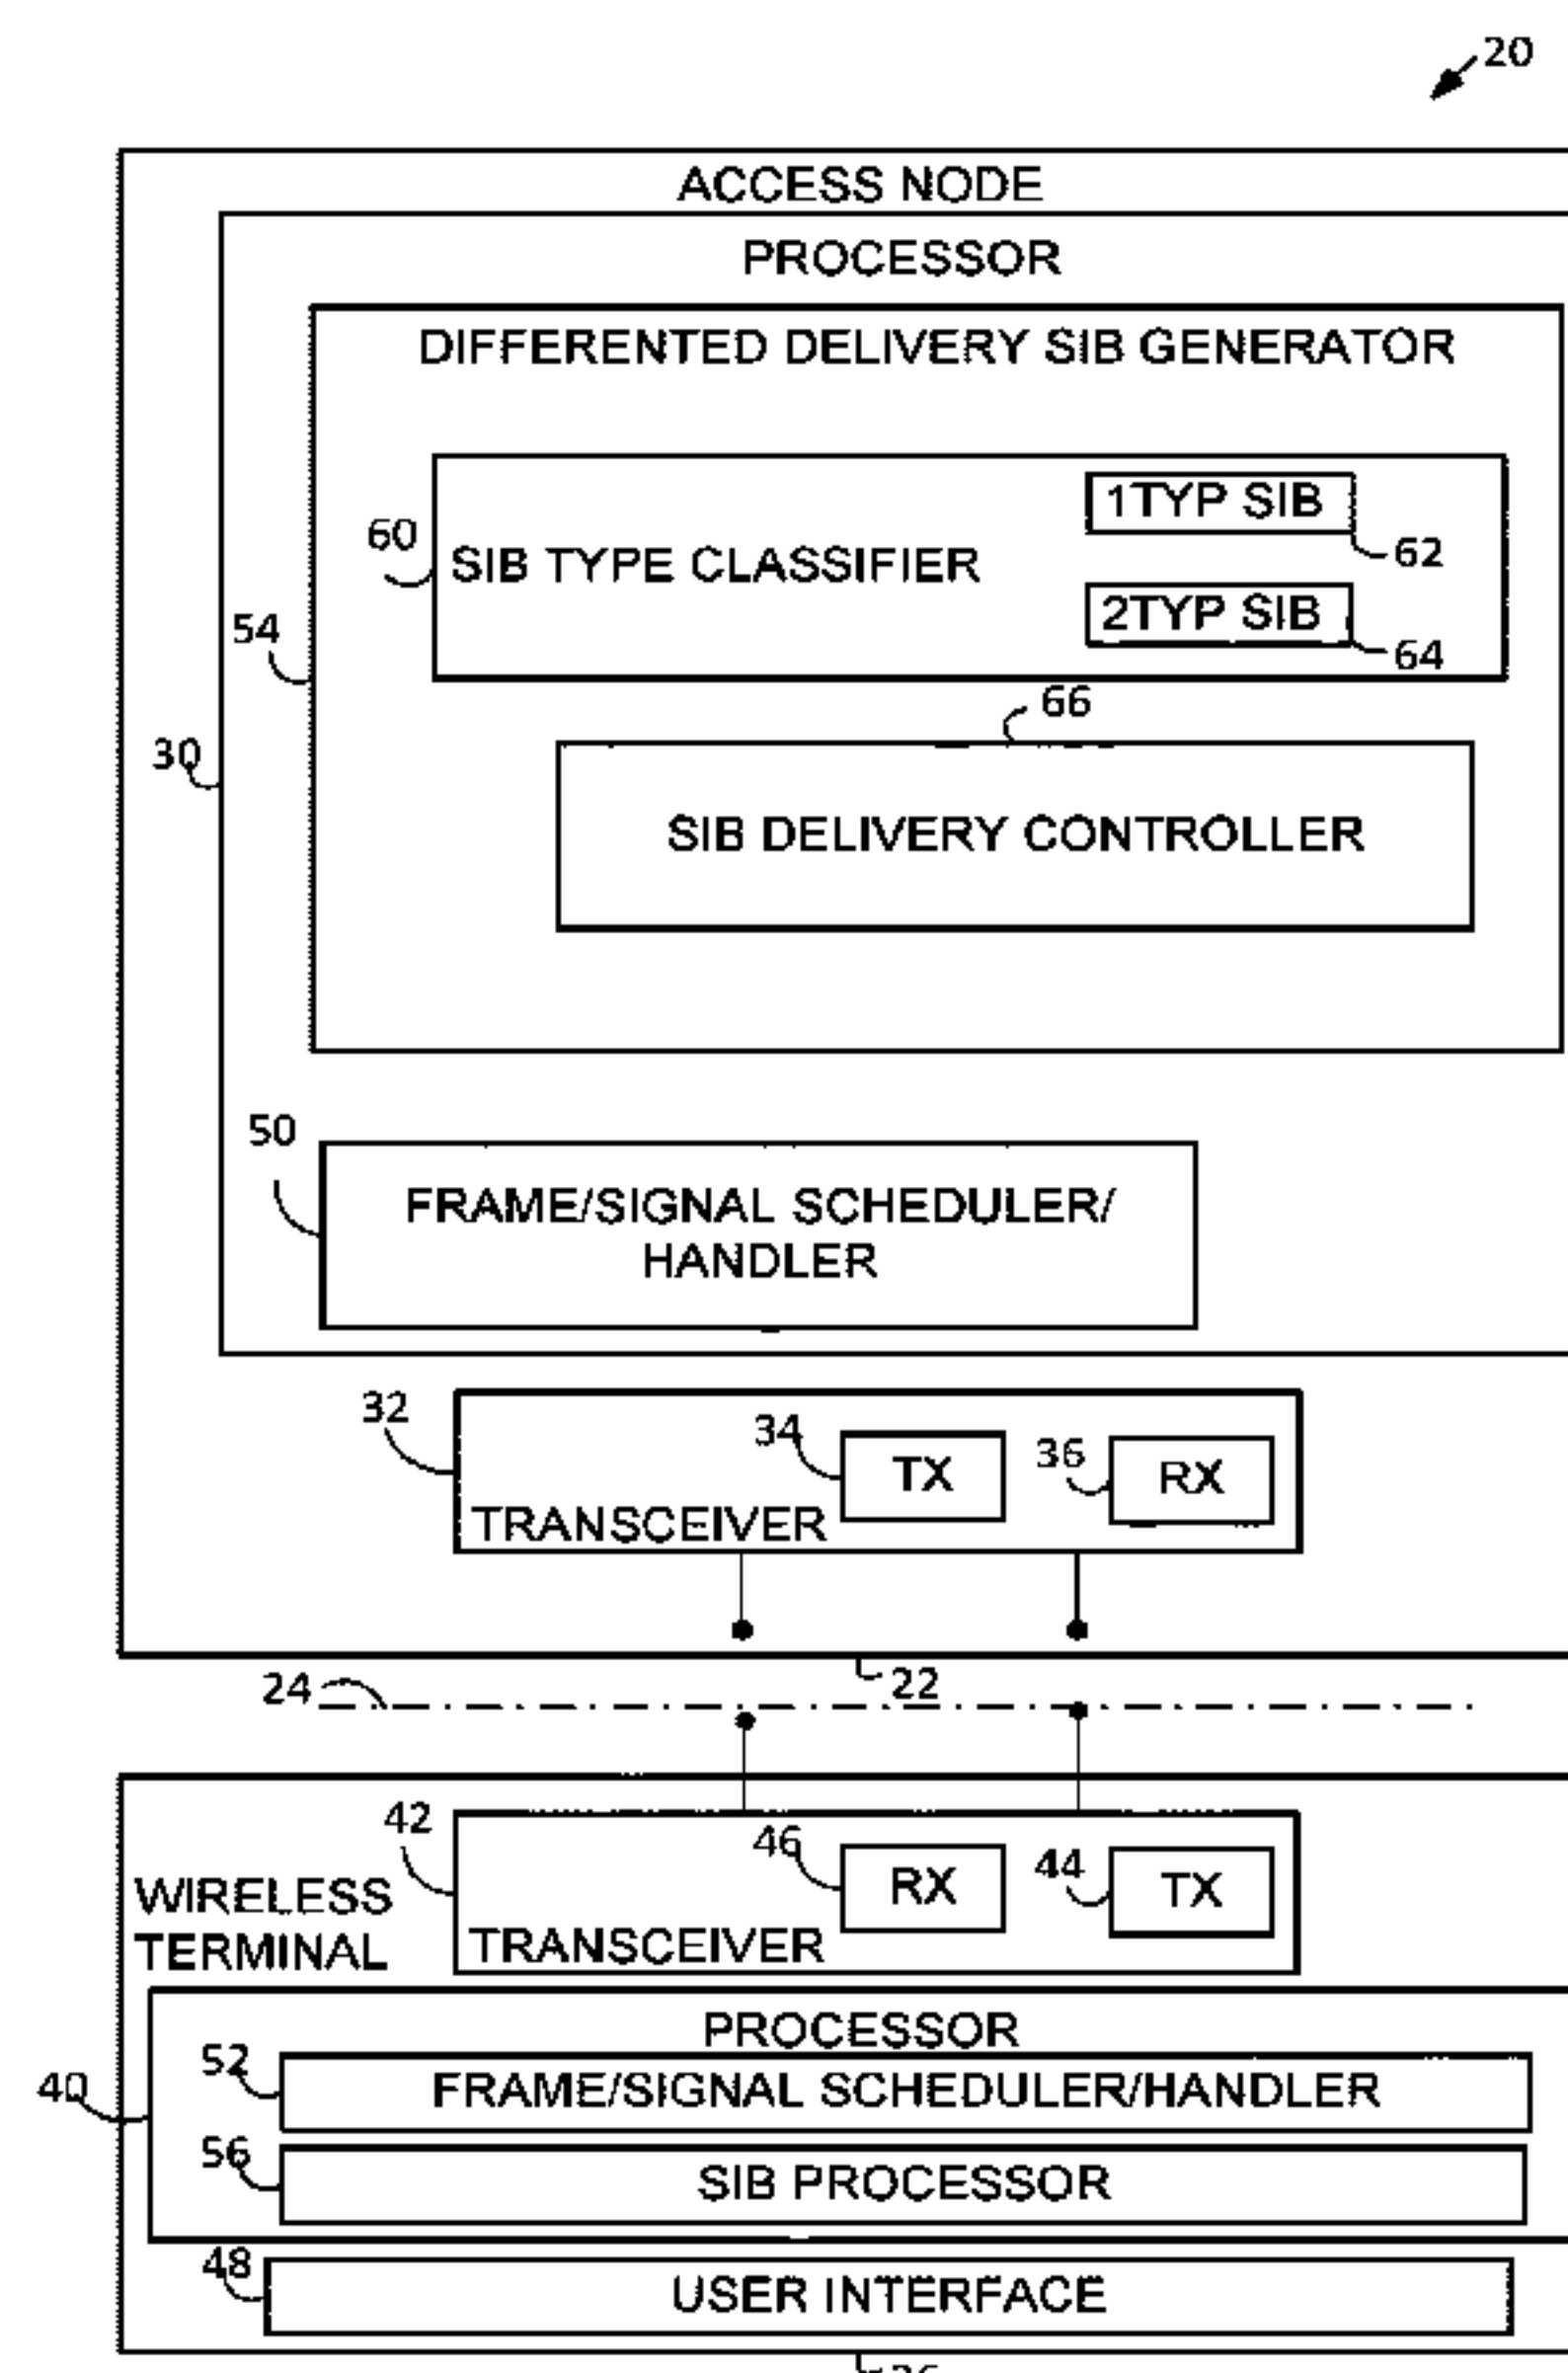 20
ACCESS NODE
PROCESSOR
DIFFERENTED DELIVERY SIB GENERATOR
1TYP SIB
60
62
SIB TYPE CLASSIFIER
2TYP SIB
54
64
66
30
SIB DELIVERY CONTROLLER
50
FRAME/SIGNAL SCHEDULER/
HANDLER
32
34
TX
36
RX
TRANSCEIVER
22
24
42
46
RX
44
TX
WIRELESS
TERMINAL
TRANSCEIVER
PROCESSOR
52
FRAME/SIGNAL SCHEDULER/HANDLER
40
56
SIB PROCESSOR
48
USER INTERFACE